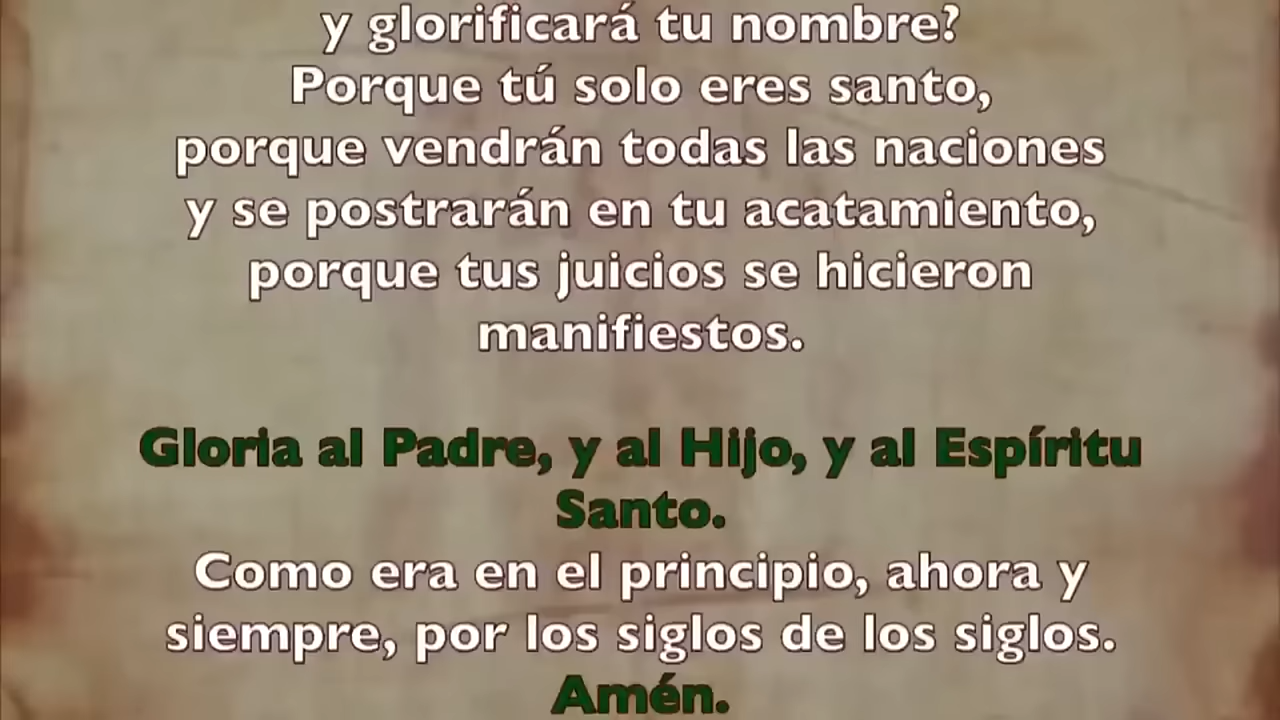 y glorificará tu nombre?
Porque tú solo eres santo,
porque vendrán todas las naciones
y se postrarán en tu acatamiento,
porque tus juicios se hicieron
manifiestos.
Gloria al Padre, y al Hijo, y al Espíritu
Santo.
Como era en el principio, ahora y
siempre, por los siglos de los siglos.
Amén.